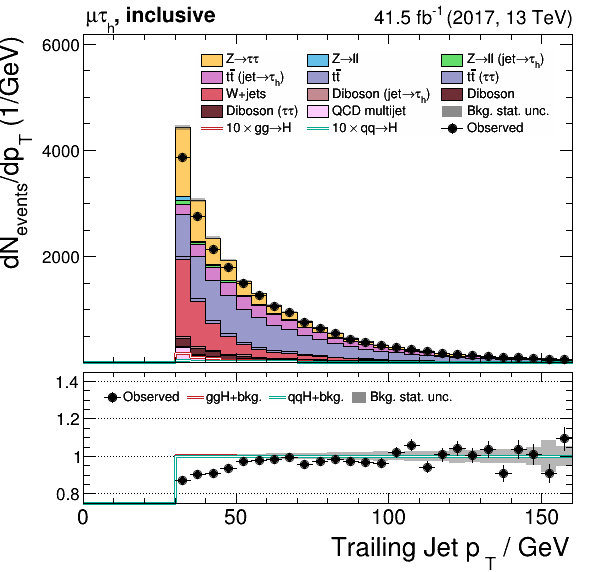 μτh, inclusive 41.5 fb⁻¹ (2017, 13 TeV)
dNevents/dpT (1/GeV)
6000
4000
2000
Z→ττ Z→ll Z→ll (jet→τh)
tt̄ (jet→τh) tt̄ tt̄ (ττ)
W+jets Diboson (jet→τh) Diboson
Diboson (ττ) QCD multijet Bkg. stat. unc.
10 × gg→H 10 × qq→H Observed
1.4
1.2
1
0.8
Observed ggH+bkg. qqH+bkg. Bkg. stat. unc.
0 50 100 150
Trailing Jet pT / GeV